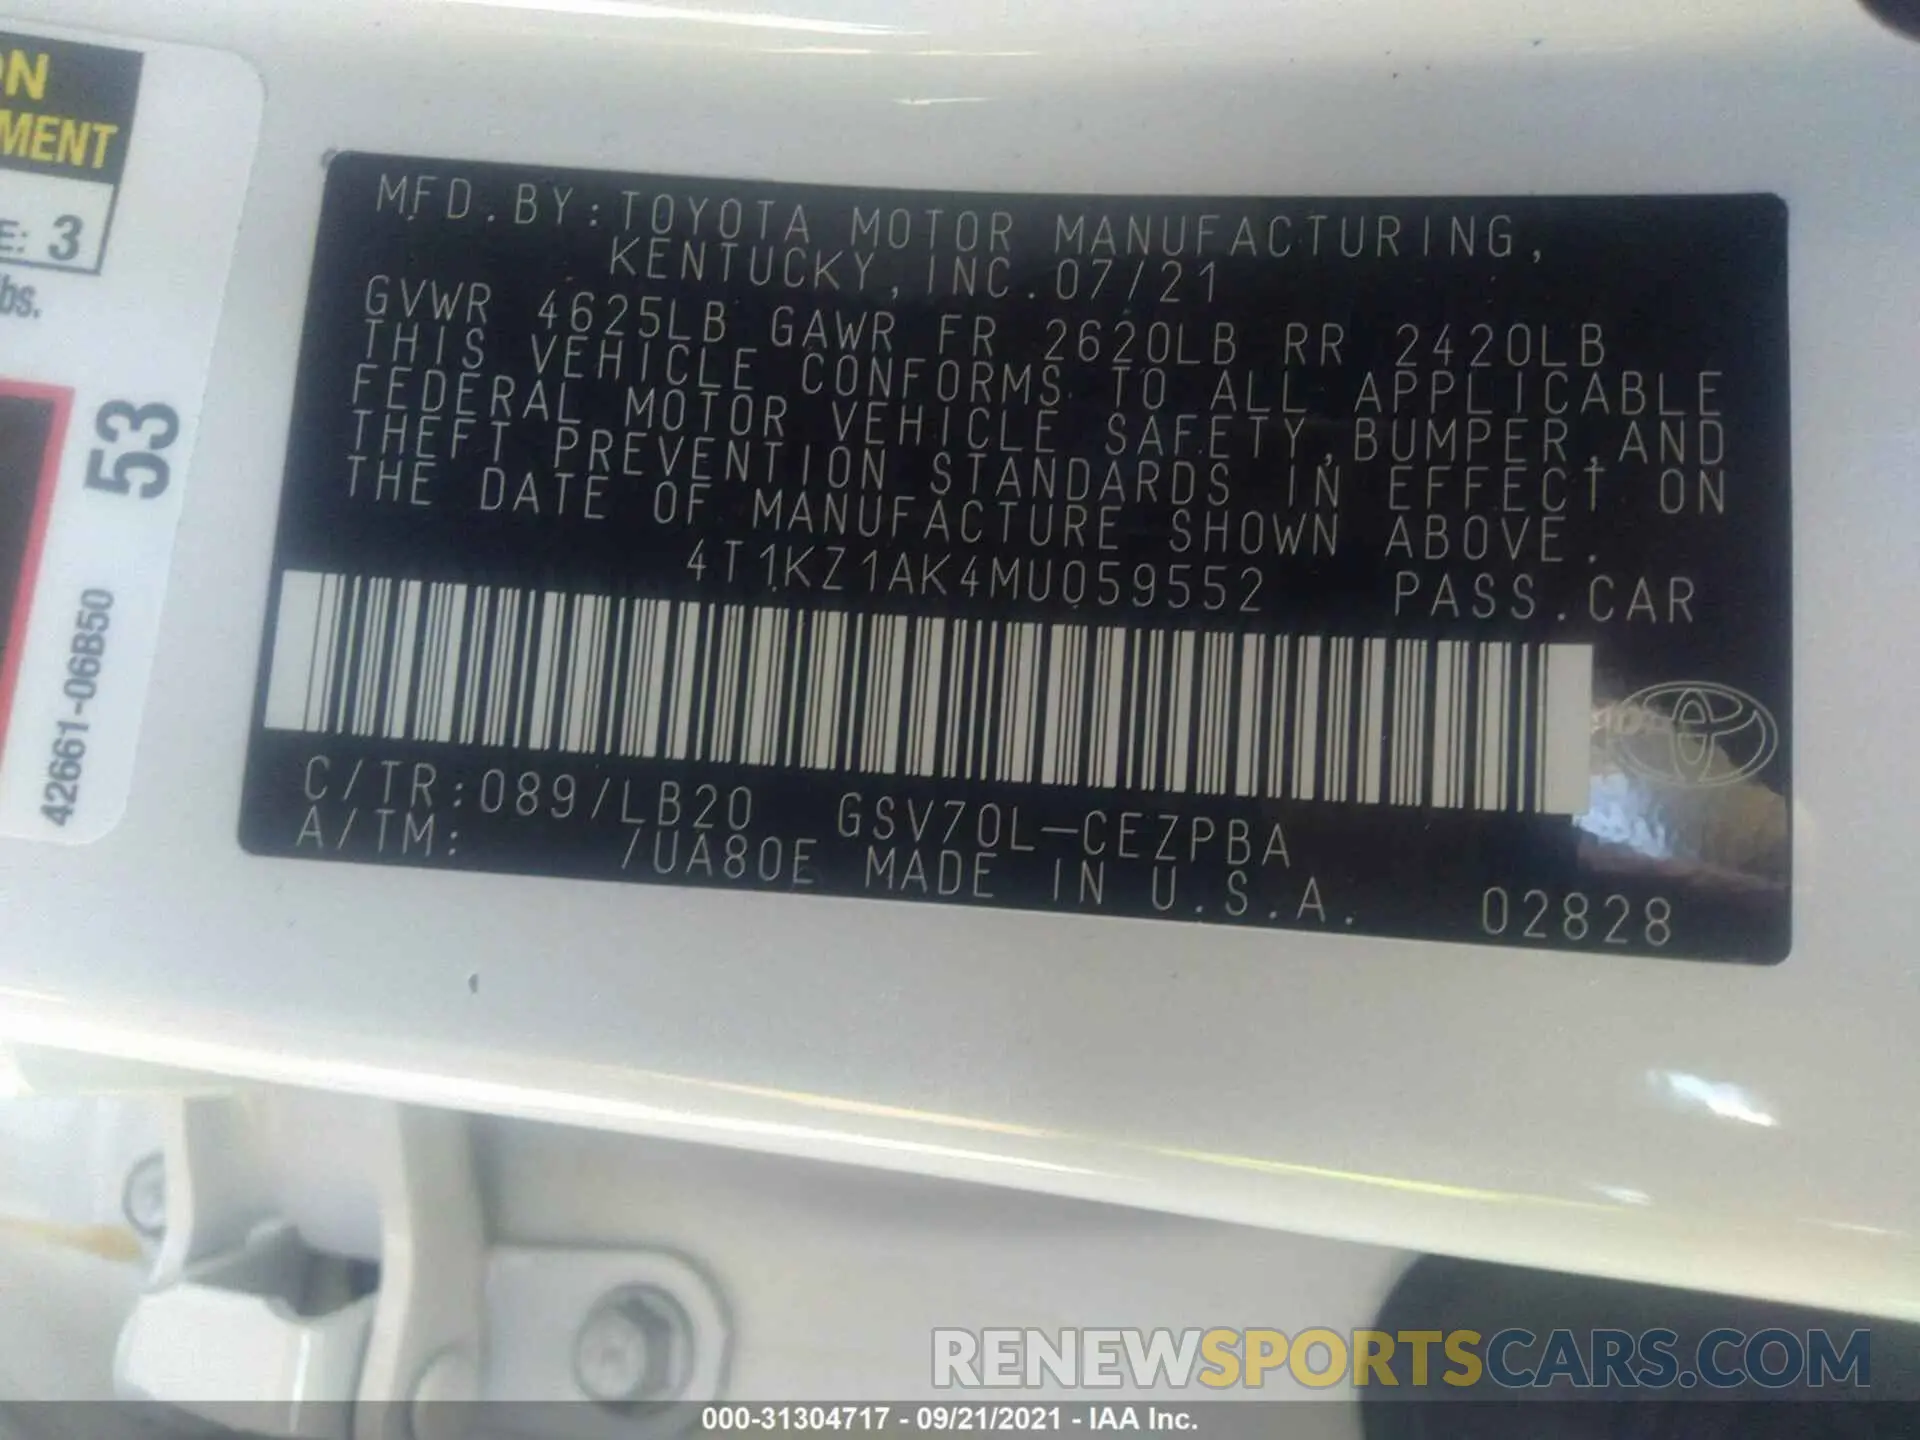 ON
MENT
E: 3
bs.
53
42661-06B50
MFD.BY:TOYOTA MOTOR MANUFACTURING,
KENTUCKY,INC.07/21
GVWR 4625LB GAWR FR 2620LB RR 2420LB
THIS VEHICLE CONFORMS TO ALL APPLICABLE
FEDERAL MOTOR VEHICLE SAFETY,BUMPER,AND
THEFT PREVENTION STANDARDS IN EFFECT ON
THE DATE OF MANUFACTURE SHOWN ABOVE.
4T1KZ1AK4MU059552 PASS.CAR
C/TR:089/LB20 GSV70L-CEZPBA
A/TM: /UA80E MADE IN U.S.A. 02828
RENEWSPORTSCARS.COM
000-31304717 - 09/21/2021 - IAA Inc.